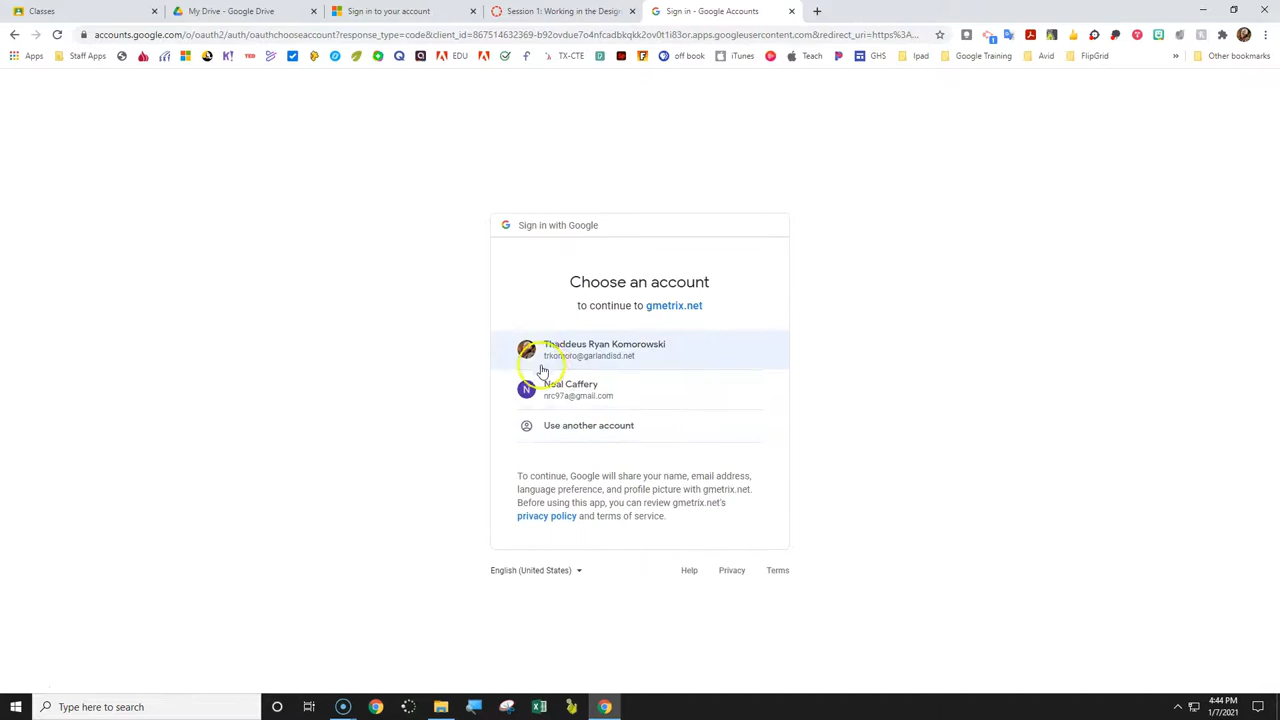 Classes
My Drive - Google Drive
Sign in to your account
Session 1: Working in the Design
Sign in - Google Accounts
accounts.google.com/o/oauth2/auth/oauthchooseaccount?response_type=code&client_id=867514632369-b92ovdue7o4nfcadbkqkk2ov0t1i83or.apps.googleusercontent.com&redirect_uri=https%3A...
Apps
Staff Apps
TED
EDU
TX-CTE
off book
iTunes
Teach
GHS
Ipad
Google Training
Avid
FlipGrid
»
Other bookmarks
Sign in with Google
Choose an account
to continue to gmetrix.net
Thaddeus Ryan Komorowski
trkomoro@garlandisd.net
N
Noal Caffery
nrc97a@gmail.com
Use another account
To continue, Google will share your name, email address,
language preference, and profile picture with gmetrix.net.
Before using this app, you can review gmetrix.net's
privacy policy and terms of service.
English (United States)
Help
Privacy
Terms
Type here to search
4:44 PM
1/7/2021